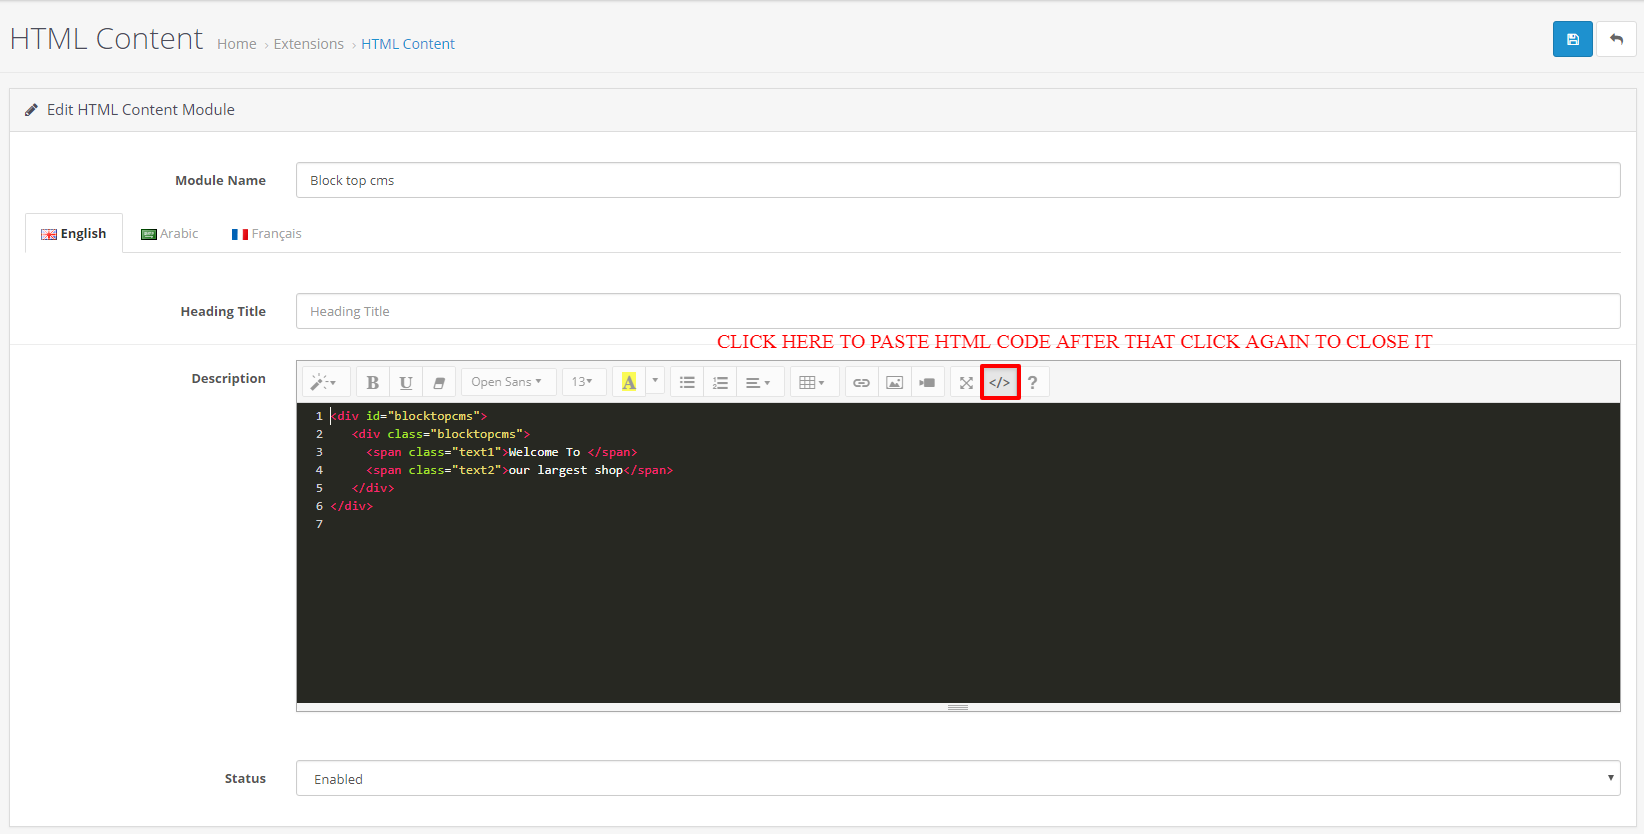 HTML Content Home › Extensions › HTML Content
Edit HTML Content Module
Module Name Block top cms
English Arabic Français
Heading Title Heading Title
CLICK HERE TO PASTE HTML CODE AFTER THAT CLICK AGAIN TO CLOSE IT
Description B U Open Sans 13 A </> ?
1 <div id="blocktopcms">
2 <div class="blocktopcms">
3 <span class="text1">Welcome To </span>
4 <span class="text2">our largest shop</span>
5 </div>
6 </div>
7
Status Enabled